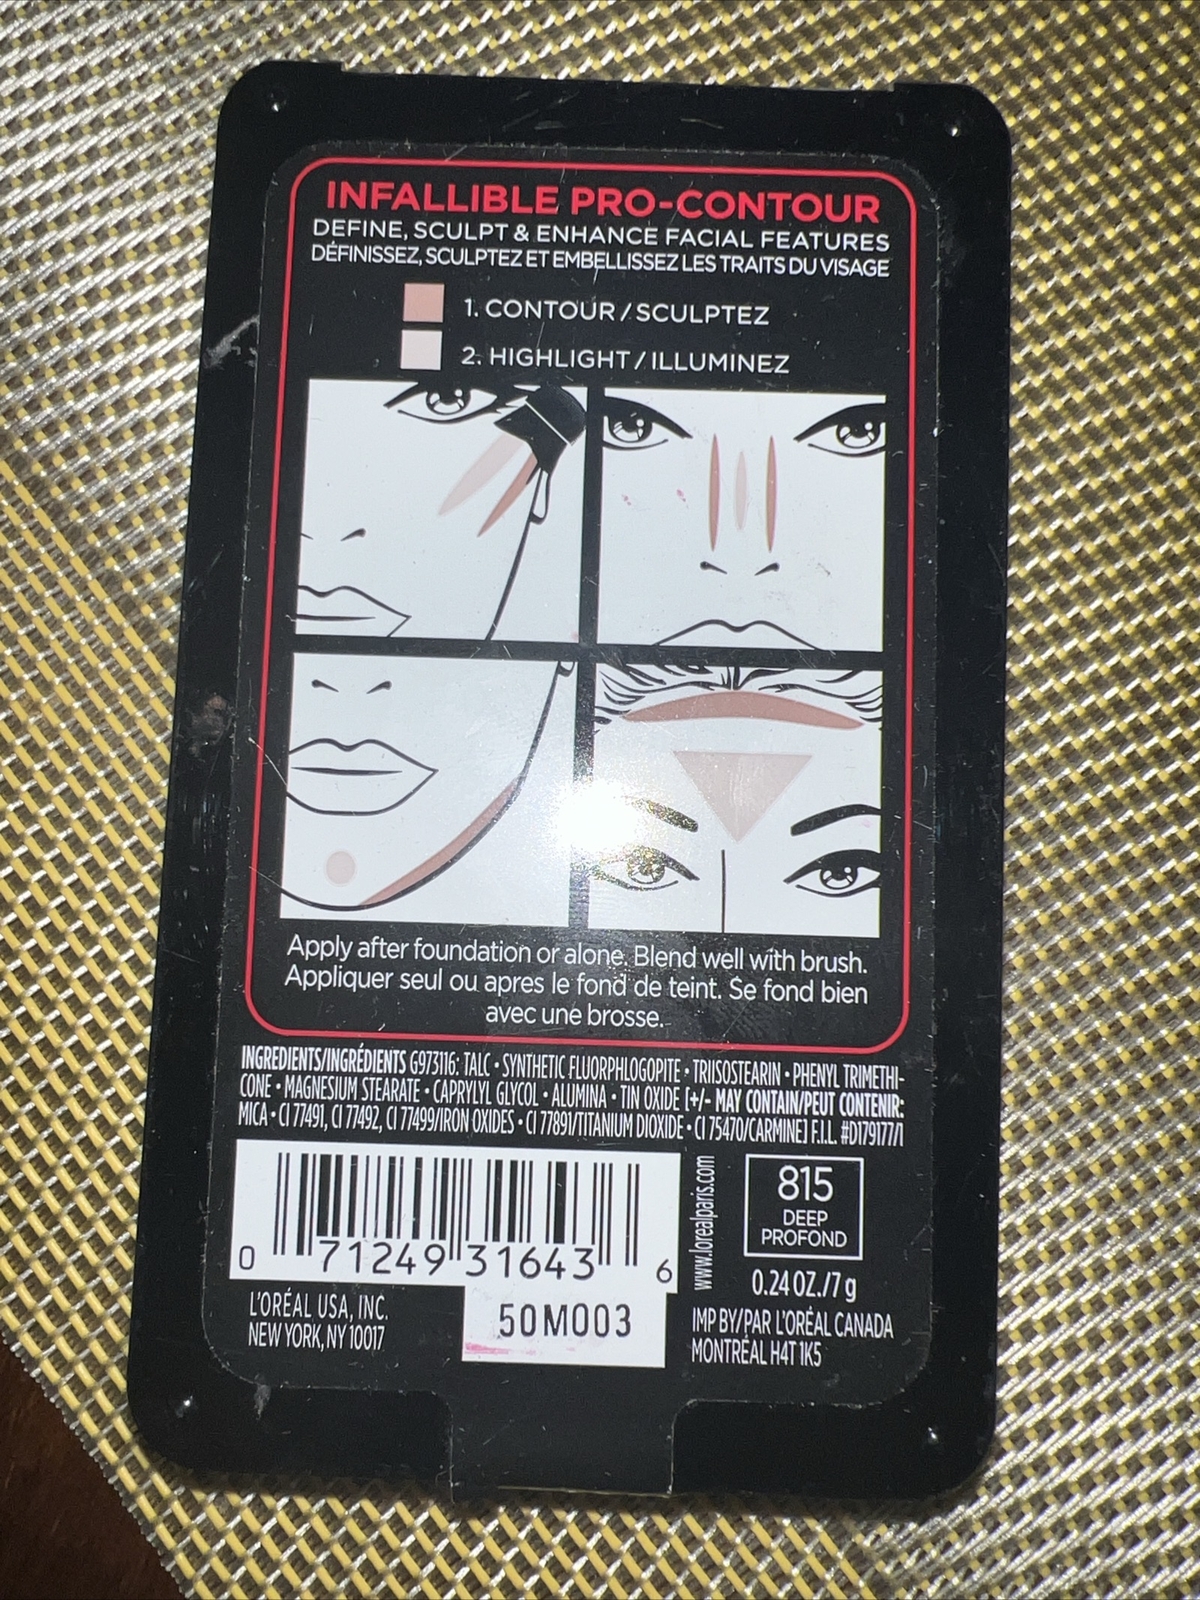 INFALLIBLE PRO-CONTOUR
DEFINE, SCULPT & ENHANCE FACIAL FEATURES
DÉFINISSEZ, SCULPTEZ ET EMBELLISSEZ LES TRAITS DU VISAGE
1. CONTOUR / SCULPTEZ
2. HIGHLIGHT / ILLUMINEZ
Apply after foundation or alone. Blend well with brush.
Appliquer seul ou apres le fond de teint. Se fond bien
avec une brosse.
INGREDIENTS/INGRÉDIENTS G973116: TALC • SYNTHETIC FLUORPHLOGOPITE • TRIISOSTEARIN • PHENYL TRIMETHI-
CONE • MAGNESIUM STEARATE • CAPRYLYL GLYCOL • ALUMINA • TIN OXIDE [+/- MAY CONTAIN/PEUT CONTENIR:
MICA • CI 77491, CI 77492, CI 77499/IRON OXIDES • CI 77891/TITANIUM DIOXIDE • CI 75470/CARMINE] F.I.L. #D179177/1
0 71249 31643 6
www.lorealparis.com
815
DEEP
PROFOND
0.24 OZ./7 g
L'ORÉAL USA, INC.
NEW YORK, NY 10017
50M003
IMP BY/PAR L'ORÉAL CANADA
MONTRÉAL H4T 1K5